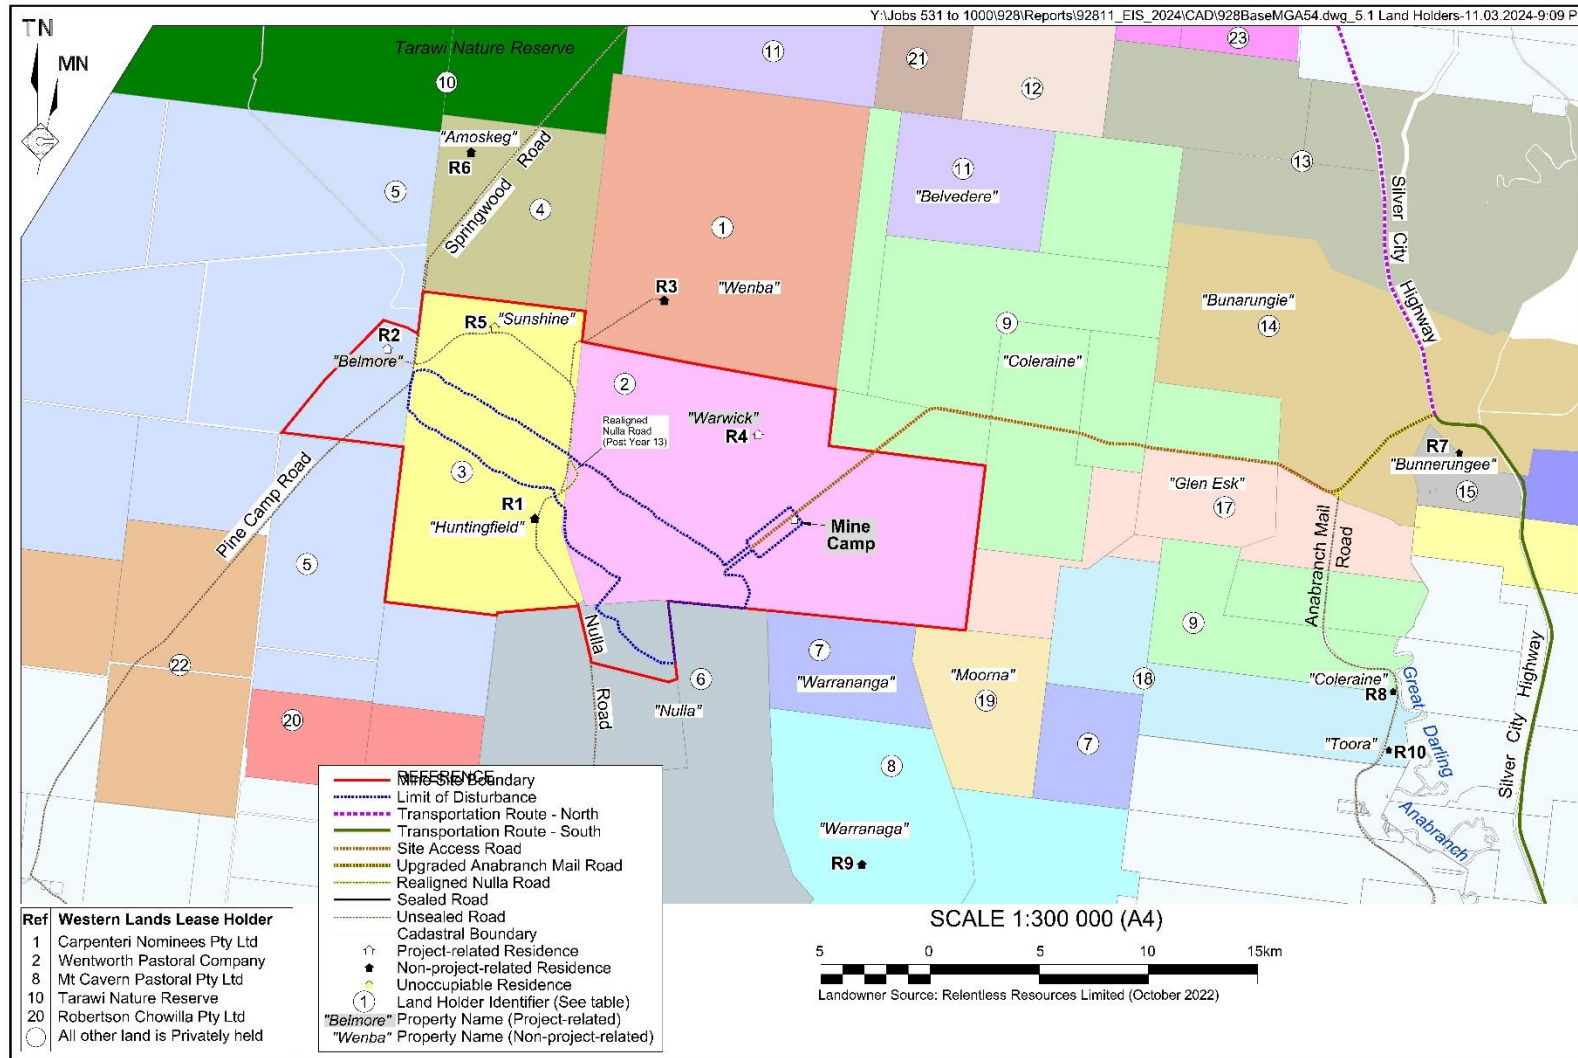 Y:\Jobs 531 to 1000\928\Reports\92811_EIS_2024\CAD\928BaseMGA54.dwg_5.1 Land Holders-11.03.2024-9:09 P
TN
MN
Tarawi Nature Reserve
10
11
21
12
23
13
"Amoskeg"
R6
5
4
Springwood Road
1
"Wenba"
R3
11
"Belvedere"
Silver City Highway
"Bunarungie"
14
9
"Coleraine"
R2
"Belmore"
R5
"Sunshine"
2
"Warwick"
R4
Realigned
Nulla Road
(Post Year 13)
3
R1
"Huntingfield"
Mine
Camp
"Glen Esk"
17
R7
"Bunnerungee"
15
Pine Camp Road
5
22
20
Nulla Road
6
"Nulla"
7
"Warrananga"
"Moorna"
19
18
7
9
Anabranch Mail Road
"Coleraine"
R8
"Toora"
R10
Great Darling Anabranch
Silver City Highway
8
"Warranaga"
R9
REFERENCE
Mine Site Boundary
Limit of Disturbance
Transportation Route - North
Transportation Route - South
Site Access Road
Upgraded Anabranch Mail Road
Realigned Nulla Road
Sealed Road
Unsealed Road
Cadastral Boundary
Project-related Residence
Non-project-related Residence
Unoccupiable Residence
1 Land Holder Identifier (See table)
"Belmore" Property Name (Project-related)
"Wenba" Property Name (Non-project-related)
Ref Western Lands Lease Holder
1 Carpenteri Nominees Pty Ltd
2 Wentworth Pastoral Company
8 Mt Cavern Pastoral Pty Ltd
10 Tarawi Nature Reserve
20 Robertson Chowilla Pty Ltd
All other land is Privately held
SCALE 1:300 000 (A4)
5 0 5 10 15km
Landowner Source: Relentless Resources Limited (October 2022)